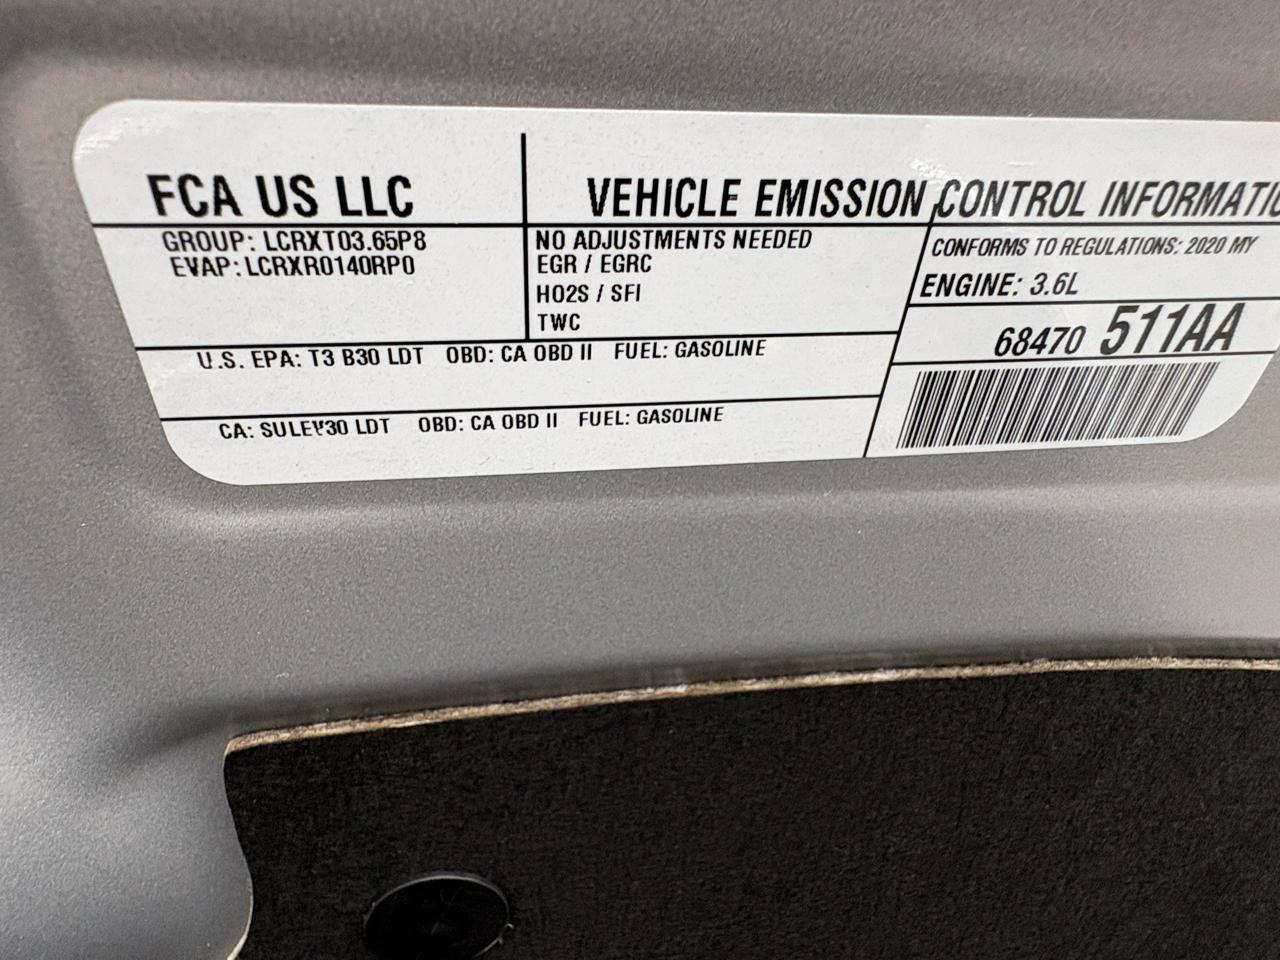 FCA US LLC
VEHICLE EMISSION CONTROL
GROUP: LCRXT03.65P8
EVAP: LCRXR0140RP0
NO ADJUSTMENTS NEEDED
EGR / EGRC
HO2S / SFI
TWC
CONFORMS TO REGULATIONS: 2020 MY
ENGINE: 3.6L
68470 511AA
U.S. EPA: T3 B30 LDT OBD: CA OBD II FUEL: GASOLINE
CA: SULEV30 LDT OBD: CA OBD II FUEL: GASOLINE